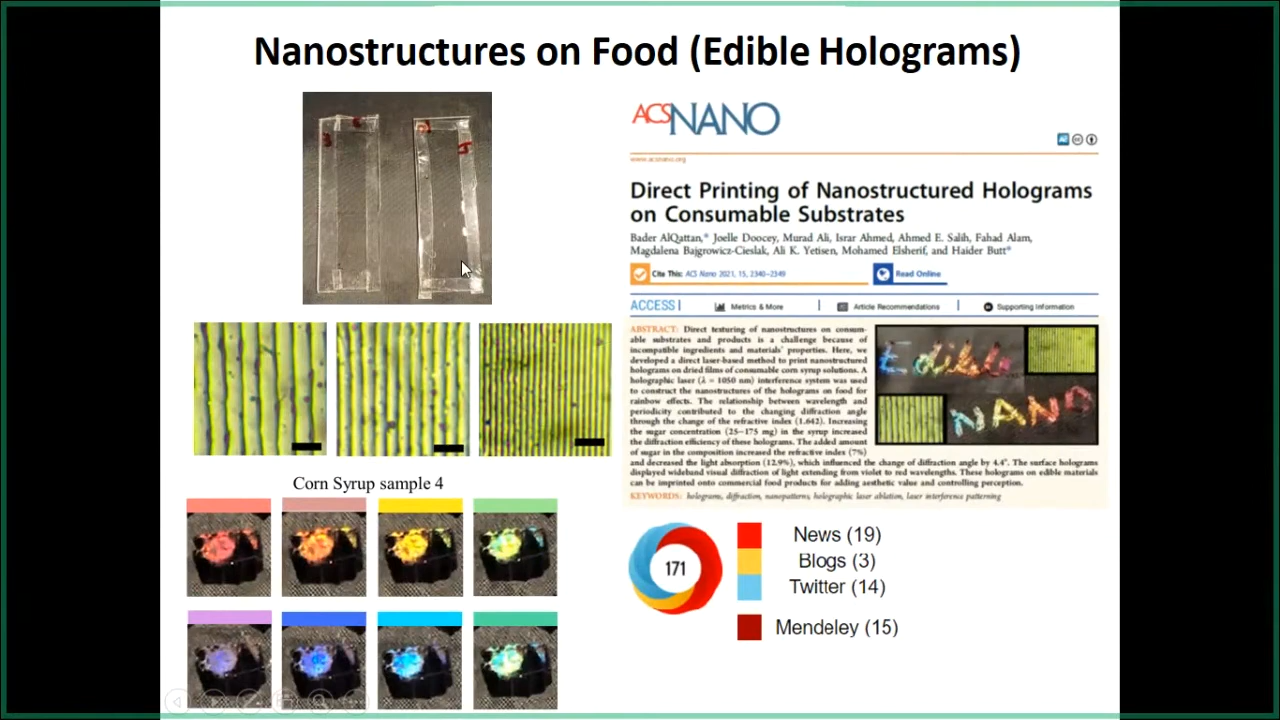 Nanostructures on Food (Edible Holograms)
ACSNANO
www.acsnano.org
Direct Printing of Nanostructured Holograms
on Consumable Substrates
Bader AlQattan,* Joelle Doocey, Murad Ali, Israr Ahmed, Ahmed E. Salih, Fahad Alam,
Magdalena Bajgrowicz-Cieslak, Ali K. Yetisen, Mohamed Elsherif, and Haider Butt*
Cite This: ACS Nano 2021, 15, 2340–2349
Read Online
ACCESS
Metrics & More
Article Recommendations
Supporting Information
ABSTRACT: Direct texturing of nanostructures on consum-
able substrates and products is a challenge because of
incompatible ingredients and materials' properties. Here, we
developed a direct laser-based method to print nanostructured
holograms on dried films of consumable corn syrup solutions. A
holographic laser (λ = 1050 nm) interference system was used
to construct the nanostructures of the holograms on food for
rainbow effects. The relationship between wavelength and
periodicity contributed to the changing diffraction angle
through the change of the refractive index (1.642). Increasing
the sugar concentration (25–175 mg) in the syrup increased
the diffraction efficiency of these holograms. The added amount
of sugar in the composition increased the refractive index (7%)
and decreased the light absorption (12.9%), which influenced the change of diffraction angle by 4.4°. The surface holograms
displayed wideband visual diffraction of light extending from violet to red wavelengths. These holograms on edible materials
can be imprinted onto commercial food products for adding aesthetic value and controlling perception.
KEYWORDS: holograms, diffraction, nanopatterns, holographic laser ablation, laser interference patterning
NANO
Corn Syrup sample 4
171
News (19)
Blogs (3)
Twitter (14)
Mendeley (15)